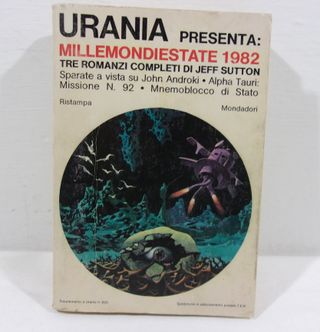 URANIA PRESENTA:
MILLEMONDIESTATE 1982
TRE ROMANZI COMPLETI DI JEFF SUTTON
Sparate a vista su John Androki • Alpha Tauri:
Missione N. 92 • Mnemoblocco di Stato
Ristampa Mondadori